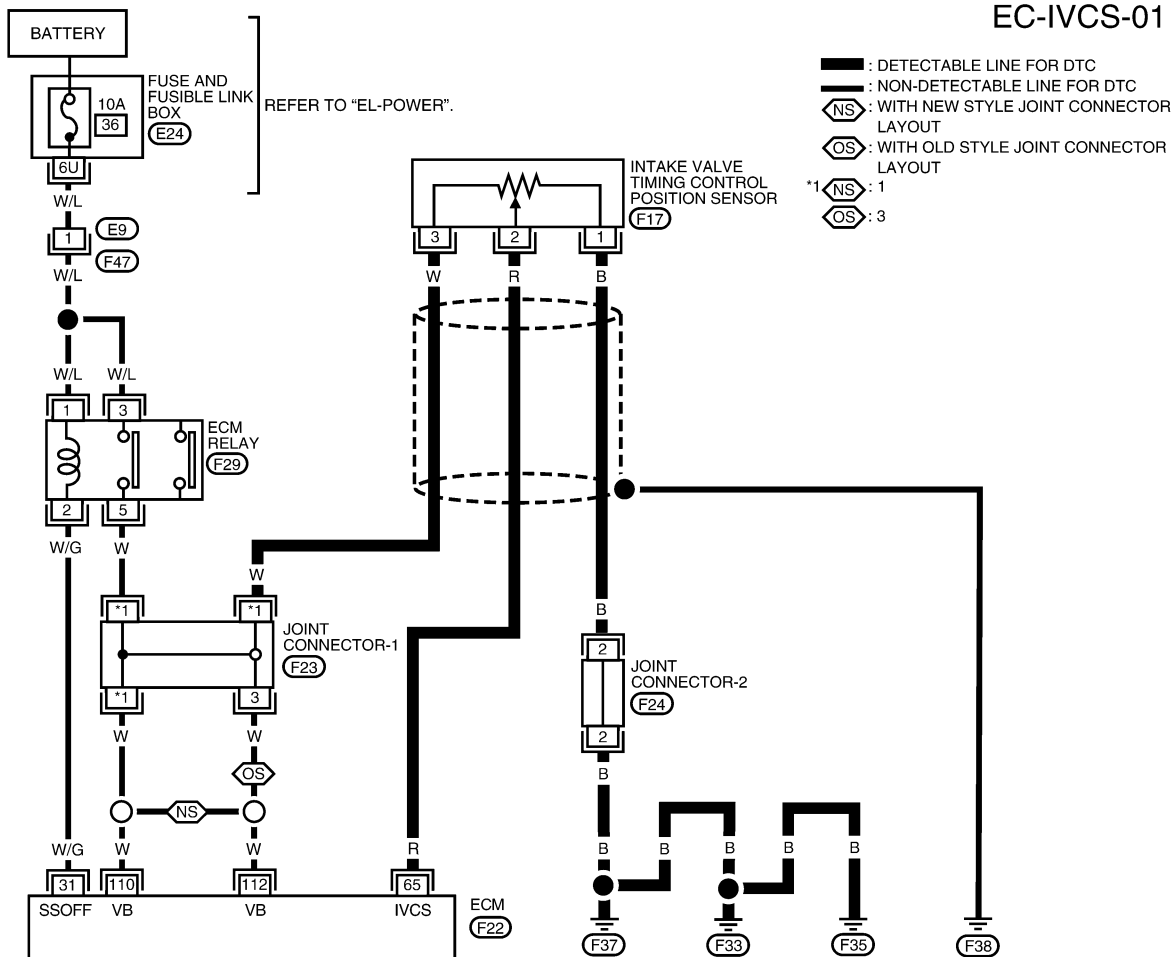 EC-IVCS-01
BATTERY
FUSE AND
FUSIBLE LINK
BOX
E24
10A
36
REFER TO “EL-POWER”.
: DETECTABLE LINE FOR DTC
: NON-DETECTABLE LINE FOR DTC
NS : WITH NEW STYLE JOINT CONNECTOR
LAYOUT
OS : WITH OLD STYLE JOINT CONNECTOR
LAYOUT
*1 NS : 1
OS : 3
6U
W/L
1
E9
F47
W/L
INTAKE VALVE
TIMING CONTROL
POSITION SENSOR
F17
3 2 1
W R B
W/L W/L
1 3
ECM
RELAY
F29
2 5
W/G W
W
*1 *1
JOINT
CONNECTOR-1
F23
*1 3
W W
OS
NS
B
2
JOINT
CONNECTOR-2
F24
2
B
W/G W W R
B B B B B
31 110 112 65
SSOFF VB VB IVCS
ECM
F22
F37 F33 F35 F38